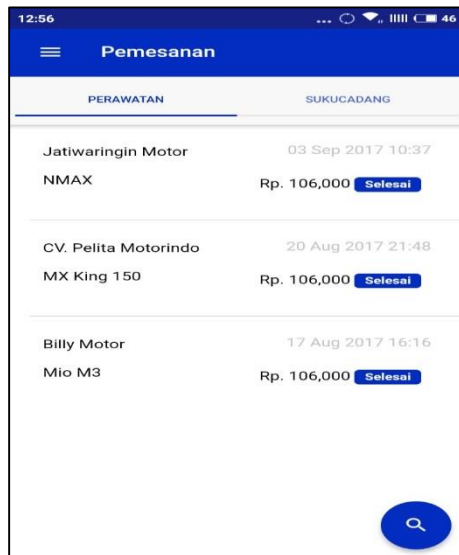 12:56
46
Pemesanan
PERAWATAN
SUKUCADANG
Jatiwaringin Motor
03 Sep 2017 10:37
NMAX
Rp. 106,000 Selesai
CV. Pelita Motorindo
20 Aug 2017 21:48
MX King 150
Rp. 106,000 Selesai
Billy Motor
17 Aug 2017 16:16
Mio M3
Rp. 106,000 Selesai